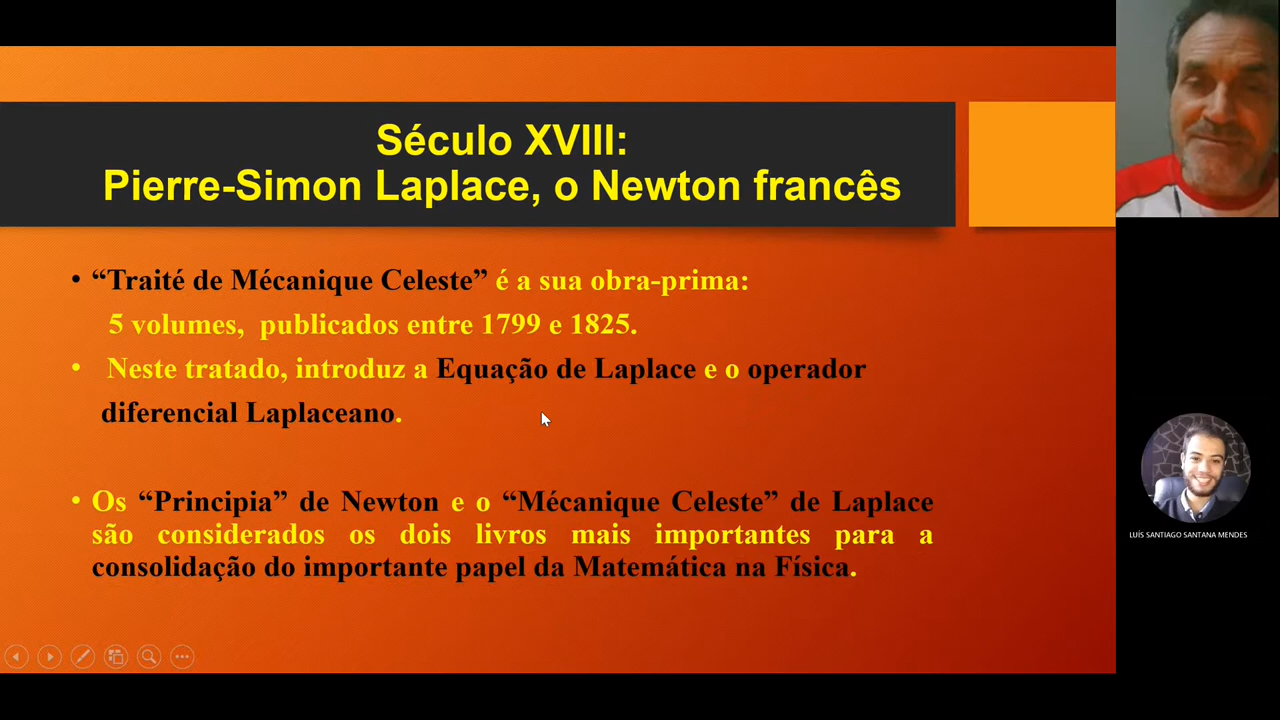 Século XVIII:
Pierre-Simon Laplace, o Newton francês
• “Traité de Mécanique Celeste” é a sua obra-prima:
5 volumes, publicados entre 1799 e 1825.
• Neste tratado, introduz a Equação de Laplace e o operador
diferencial Laplaceano.
• Os “Principia” de Newton e o “Mécanique Celeste” de Laplace
são considerados os dois livros mais importantes para a
consolidação do importante papel da Matemática na Física.
LUÍS SANTIAGO SANTANA MENDES